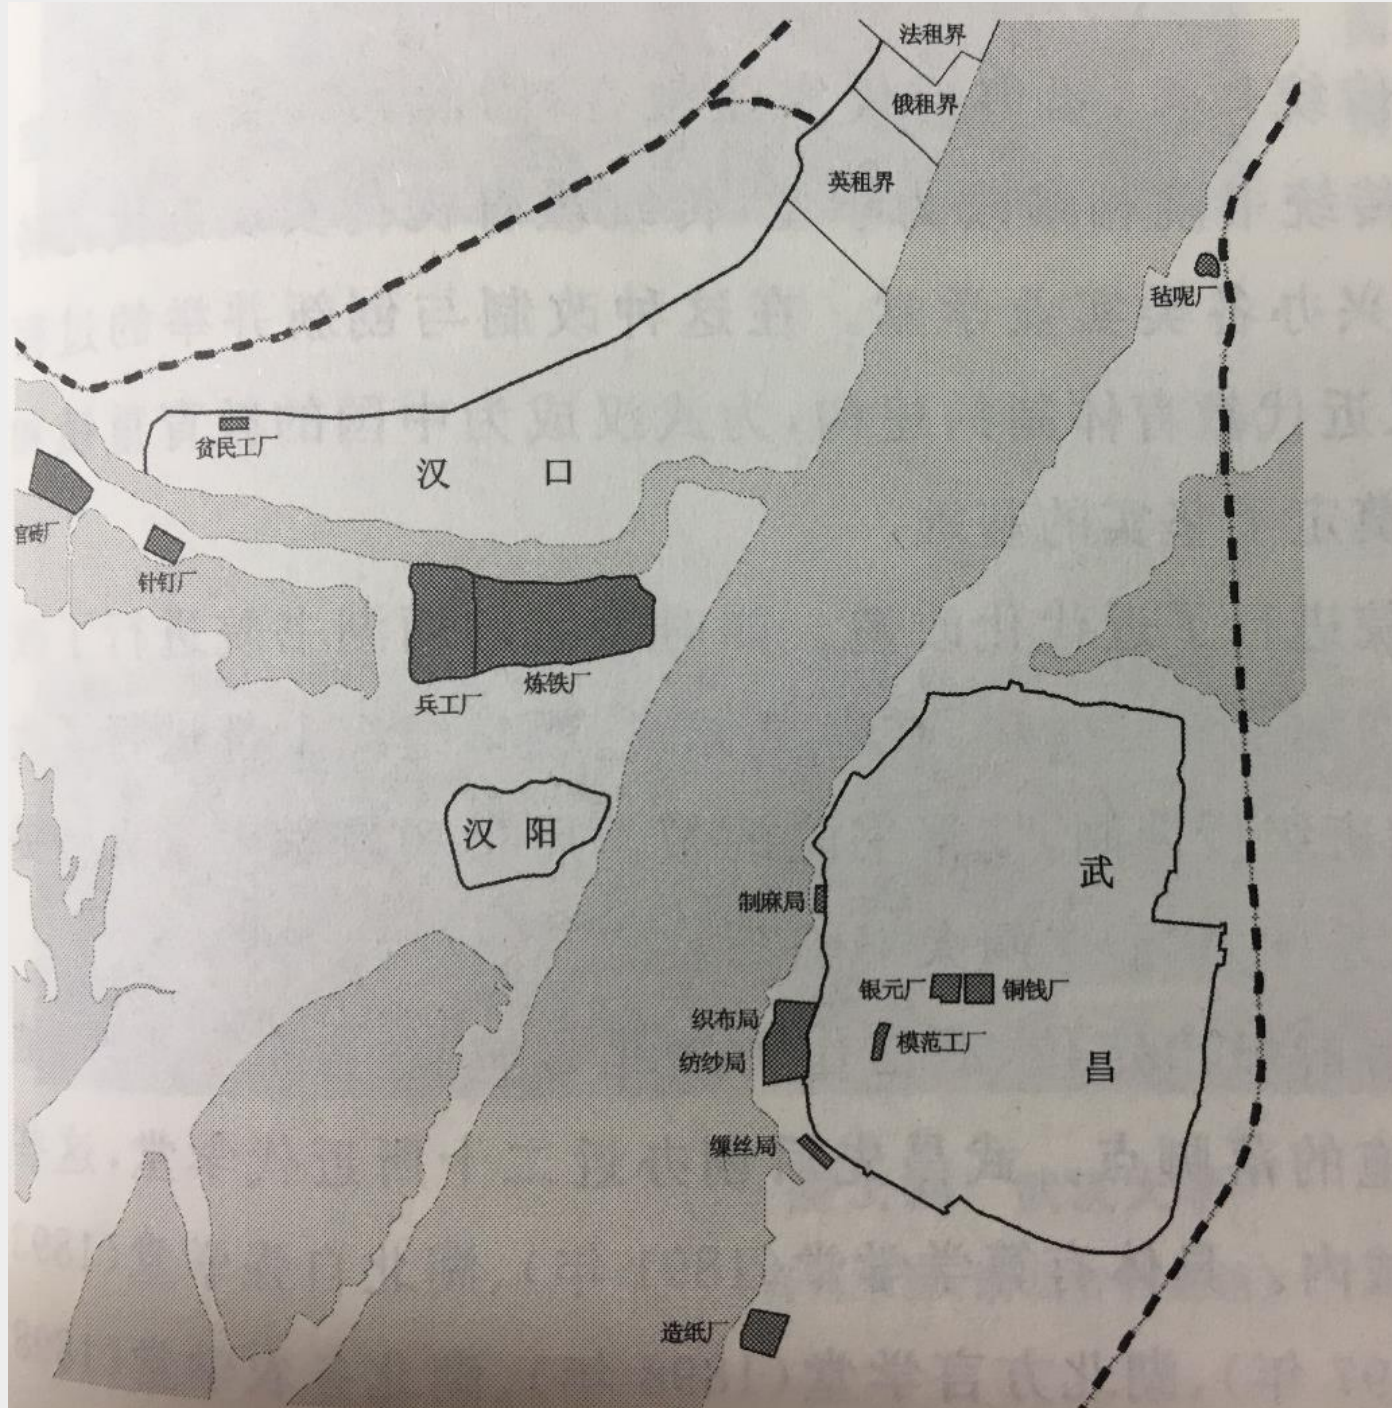 法租界
俄租界
英租界
毡呢厂
贫民工厂
汉 口
官砖厂
针钉厂
兵工厂
炼铁厂
汉 阳
武
昌
制麻局
银元厂
铜钱厂
模范工厂
织布局
纺纱局
缫丝局
造纸厂